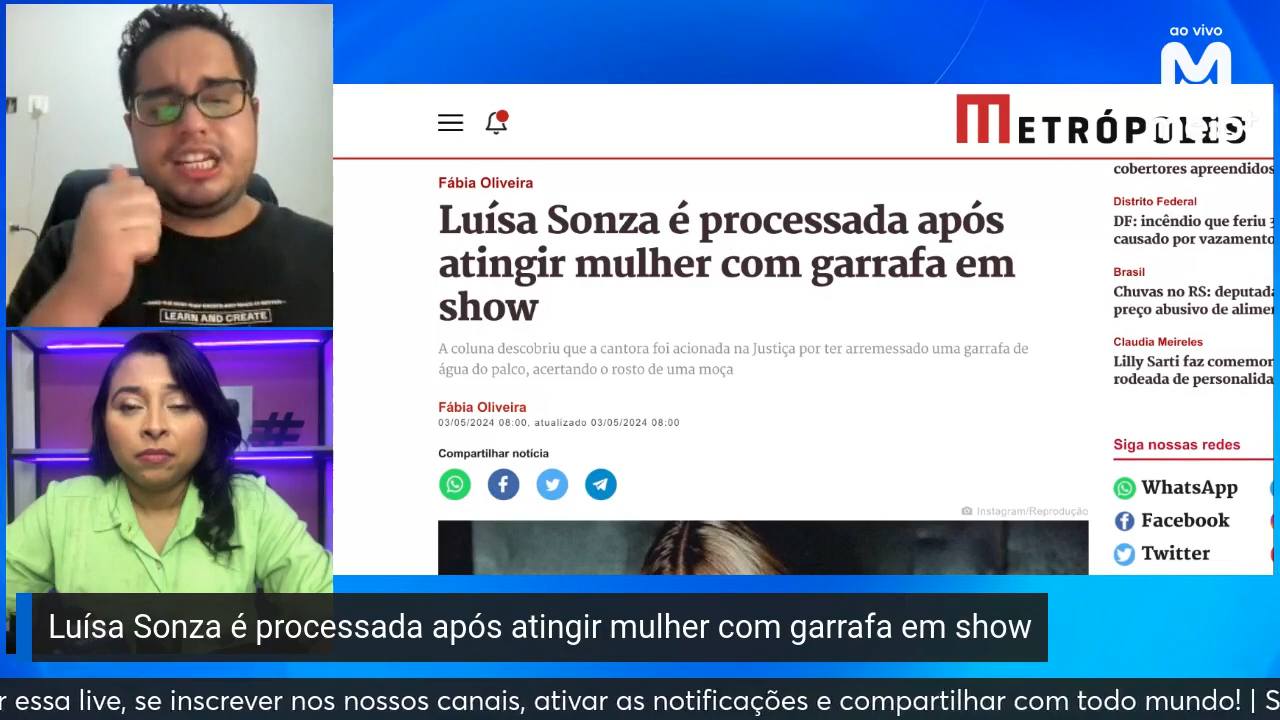 ao vivo
METRÓPOLES
Fábia Oliveira
Luísa Sonza é processada após
atingir mulher com garrafa em
show
A coluna descobriu que a cantora foi acionada na Justiça por ter arremessado uma garrafa de
água do palco, acertando o rosto de uma moça
Fábia Oliveira
03/05/2024 08:00, atualizado 03/05/2024 08:00
Compartilhar notícia
Instagram/Reprodução
cobertores apreendidos
Distrito Federal
DF: incêndio que feriu 3
causado por vazamento
Brasil
Chuvas no RS: deputada
preço abusivo de alimen
Claudia Meireles
Lilly Sarti faz comemor
rodeada de personalida
Siga nossas redes
WhatsApp
Facebook
Twitter
LEARN AND CREATE
#
Luísa Sonza é processada após atingir mulher com garrafa em show
r essa live, se inscrever nos nossos canais, ativar as notificações e compartilhar com todo mundo! | S